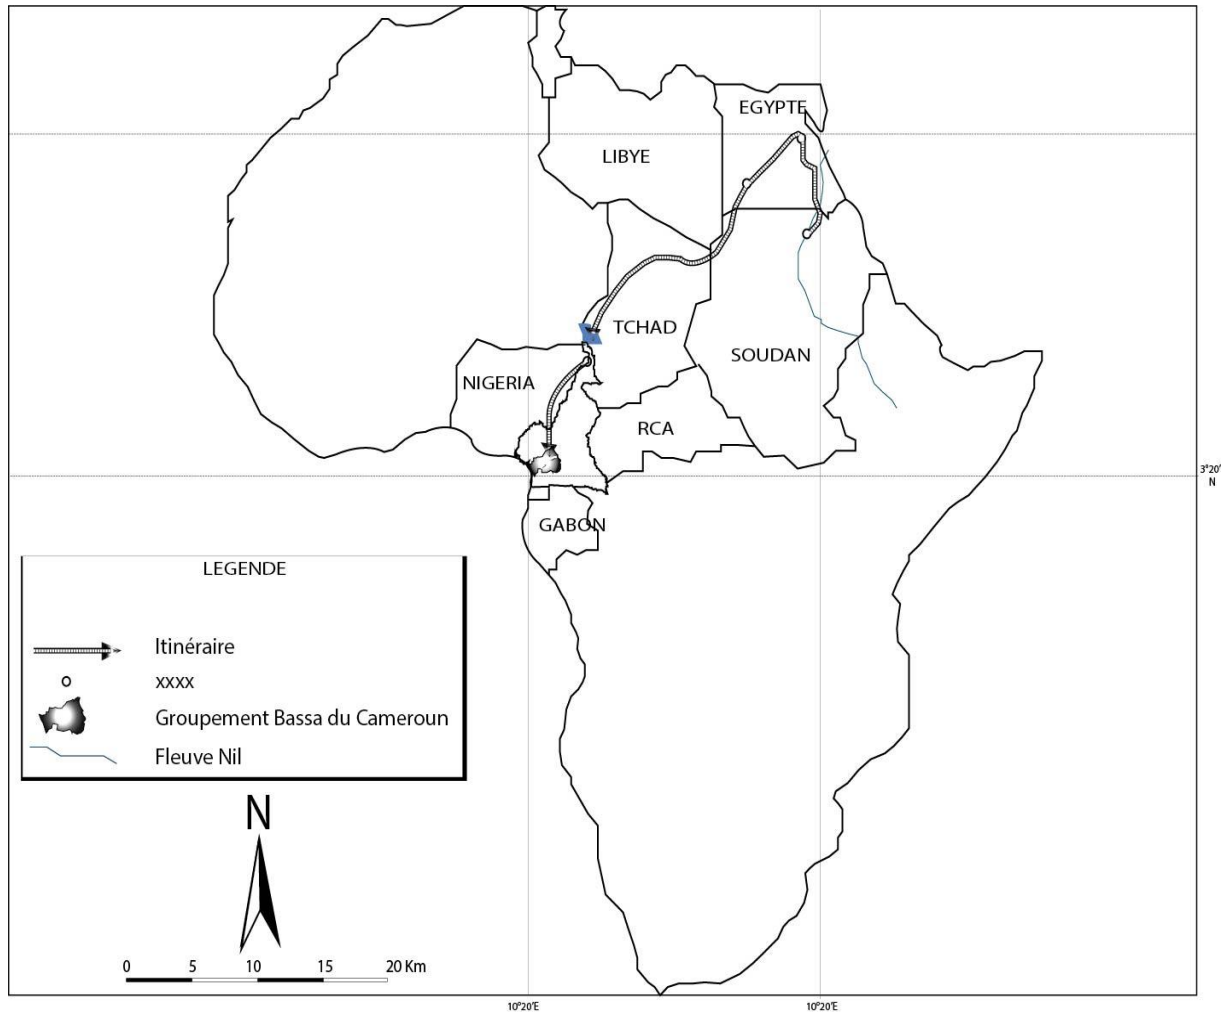 EGYPTE
LIBYE
TCHAD
SOUDAN
NIGERIA
RCA
3°20'
N
GABON
LEGENDE
Itinéraire
xxxx
Groupement Bassa du Cameroun
Fleuve Nil
N
0 5 10 15 20 Km
10°20'E 10°20'E